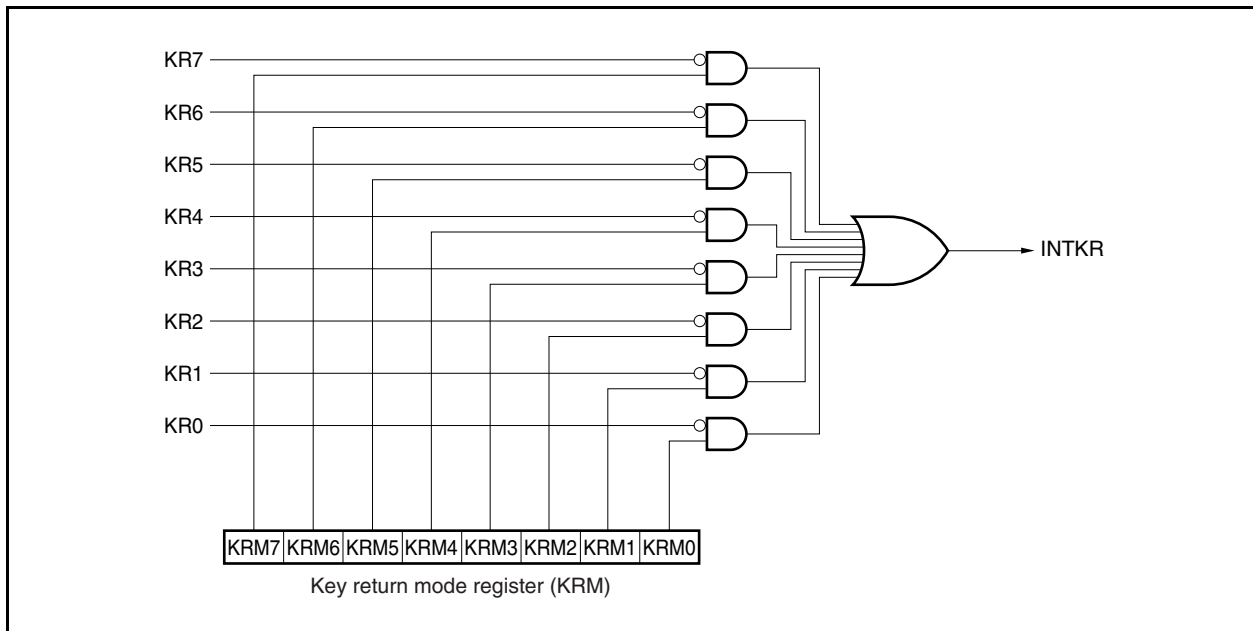 KR7
KR6
KR5
KR4
KR3
KR2
KR1
KR0
INTKR
KRM7 KRM6 KRM5 KRM4 KRM3 KRM2 KRM1 KRM0
Key return mode register (KRM)